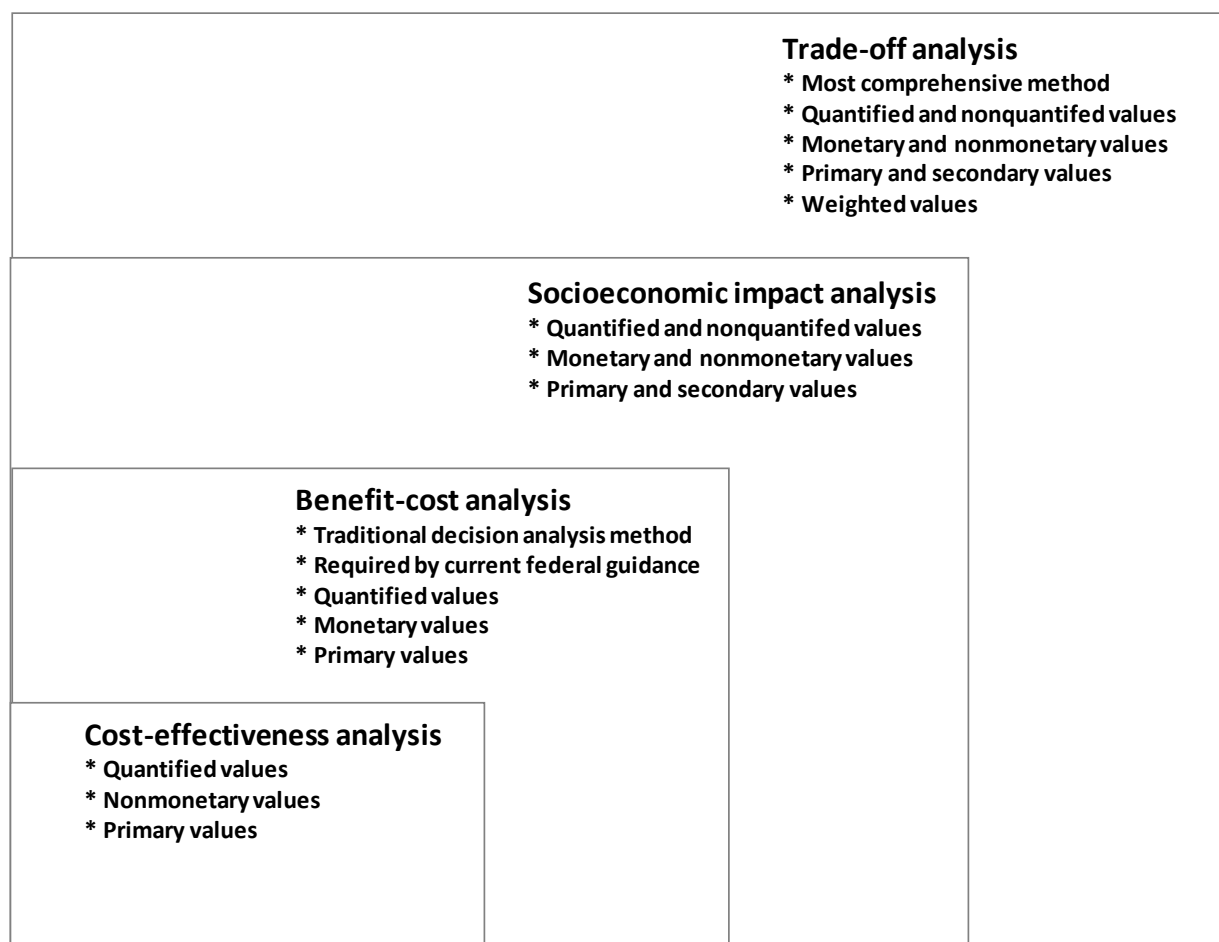 Trade-off analysis
* Most comprehensive method
* Quantified and nonquantifed values
* Monetary and nonmonetary values
* Primary and secondary values
* Weighted values
Socioeconomic impact analysis
* Quantified and nonquantifed values
* Monetary and nonmonetary values
* Primary and secondary values
Benefit-cost analysis
* Traditional decision analysis method
* Required by current federal guidance
* Quantified values
* Monetary values
* Primary values
Cost-effectiveness analysis
* Quantified values
* Nonmonetary values
* Primary values